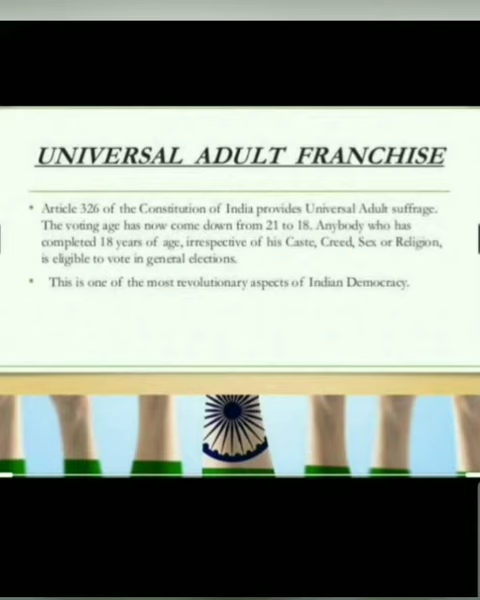 UNIVERSAL ADULT FRANCHISE
* Article 326 of the Constitution of India provides Universal Adult suffrage.
The voting age has now come down from 21 to 18. Anybody who has
completed 18 years of age, irrespective of his Caste, Creed, Sex or Religion,
is eligible to vote in general elections.
* This is one of the most revolutionary aspects of Indian Democracy.